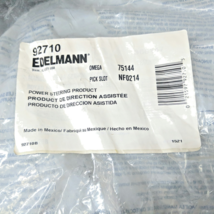 92710
EDELMANN®
OMEGA 75144
PICK SLOT NF0214
POWER STEERING PRODUCT
PRODUIT DE DIRECTION ASSISTEE
PRODUCTO DE DIRECCION ASISTIDA
Made in Mexico/ Fabriqué au Mexique / Hecho en Mexico